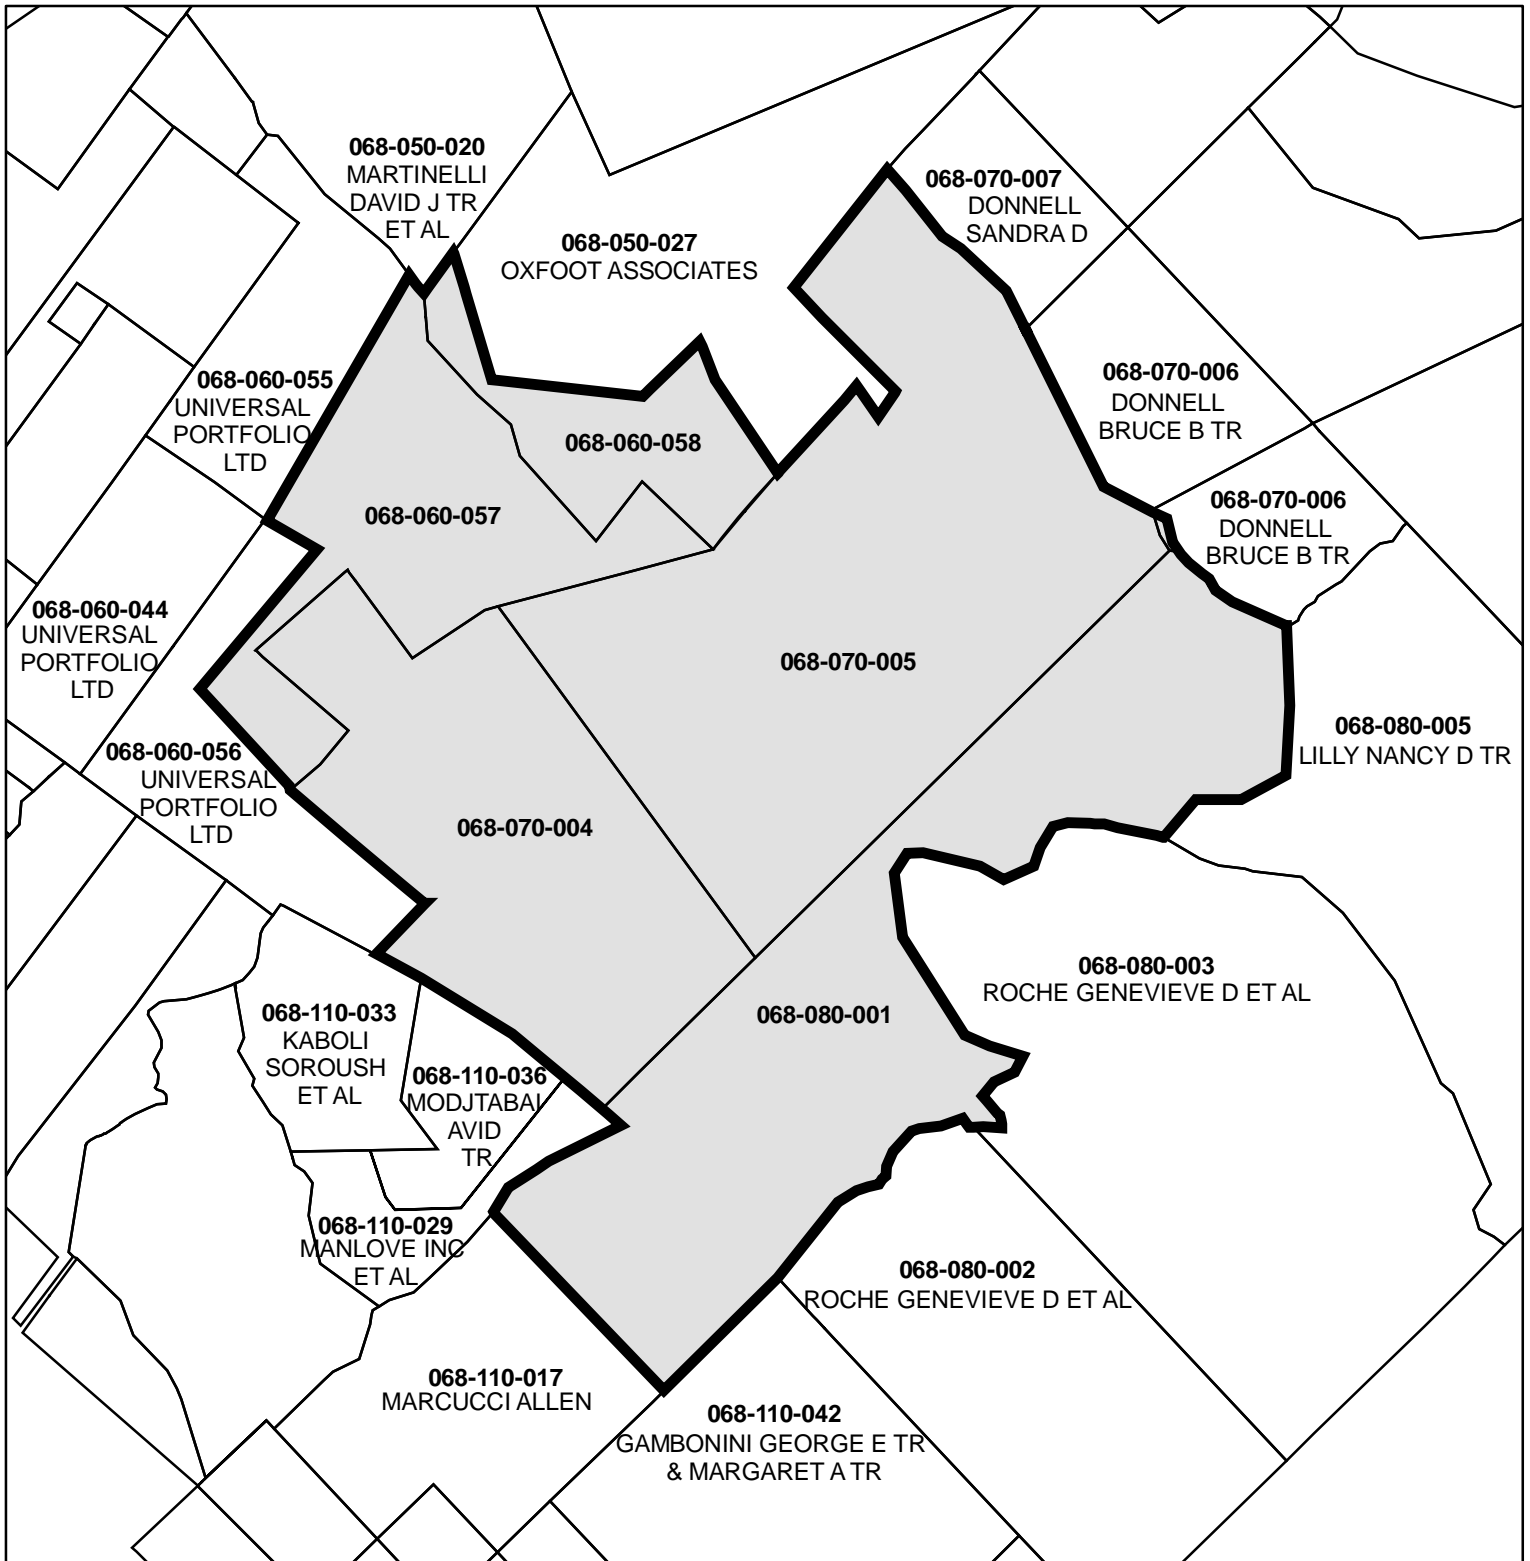 068-050-020
MARTINELLI
DAVID J TR
ET AL
068-050-027
OXFOOT ASSOCIATES
068-070-007
DONNELL
SANDRA D
068-060-055
UNIVERSAL
PORTFOLIO
LTD
068-060-058
068-070-006
DONNELL
BRUCE B TR
068-060-057
068-070-006
DONNELL
BRUCE B TR
068-060-044
UNIVERSAL
PORTFOLIO
LTD
068-070-005
068-060-056
UNIVERSAL
PORTFOLIO
LTD
068-080-005
LILLY NANCY D TR
068-070-004
068-080-003
ROCHE GENEVIEVE D ET AL
068-080-001
068-110-033
KABOLI
SOROUSH
ET AL
068-110-036
MODJTABAI
AVID
TR
068-110-029
MANLOVE INC
ET AL
068-080-002
ROCHE GENEVIEVE D ET AL
068-110-017
MARCUCCI ALLEN
068-110-042
GAMBONINI GEORGE E TR
& MARGARET A TR